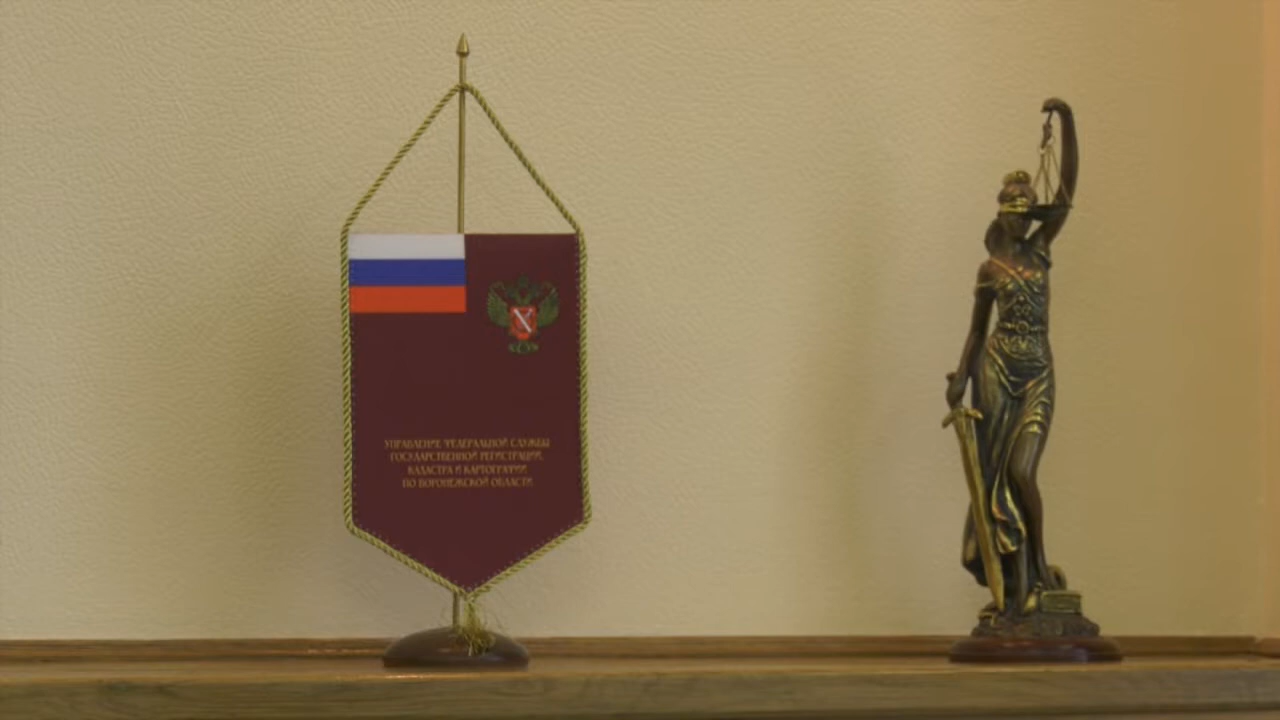 УПРАВЛЕНИЕ ФЕДЕРАЛЬНОЙ СЛУЖБЫ
ГОСУДАРСТВЕННОЙ РЕГИСТРАЦИИ,
КАДАСТРА И КАРТОГРАФИИ
ПО ВОРОНЕЖСКОЙ ОБЛАСТИ